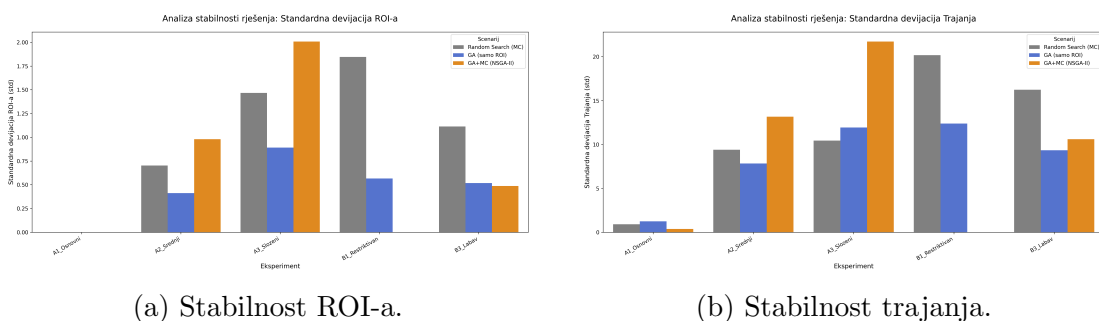 Analiza stabilnosti rješenja: Standardna devijacija ROI-a
Standardna devijacija ROI-a (std)
2.00
1.75
1.50
1.25
1.00
0.75
0.50
0.25
0.00
Scenarij
Random Search (MC)
GA (samo ROI)
GA+MC (NSGA-II)
A1_Osnovni
A2_Srednji
A3_Slozeni
B1_Restriktivan
B3_Labav
Eksperiment
(a) Stabilnost ROI-a.
Analiza stabilnosti rješenja: Standardna devijacija Trajanja
Standardna devijacija Trajanja (std)
20
15
10
5
0
Scenarij
Random Search (MC)
GA (samo ROI)
GA+MC (NSGA-II)
A1_Osnovni
A2_Srednji
A3_Slozeni
B1_Restriktivan
B3_Labav
Eksperiment
(b) Stabilnost trajanja.